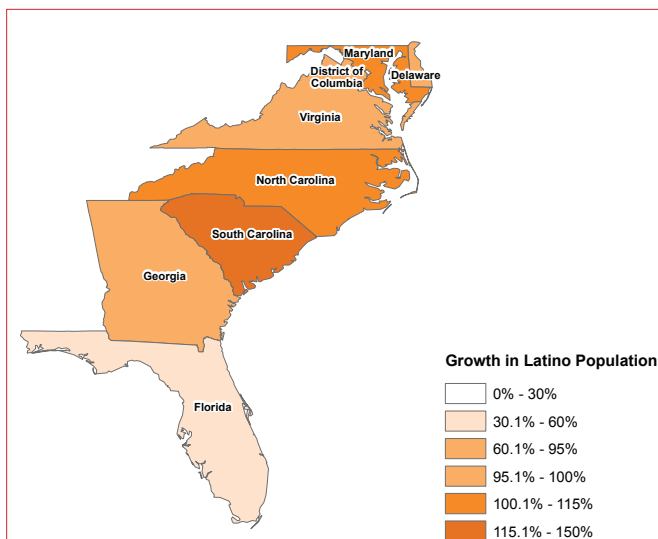 Maryland
District of
Columbia
Delaware
Virginia
North Carolina
South Carolina
Georgia
Florida
Growth in Latino Population
0% - 30%
30.1% - 60%
60.1% - 95%
95.1% - 100%
100.1% - 115%
115.1% - 150%